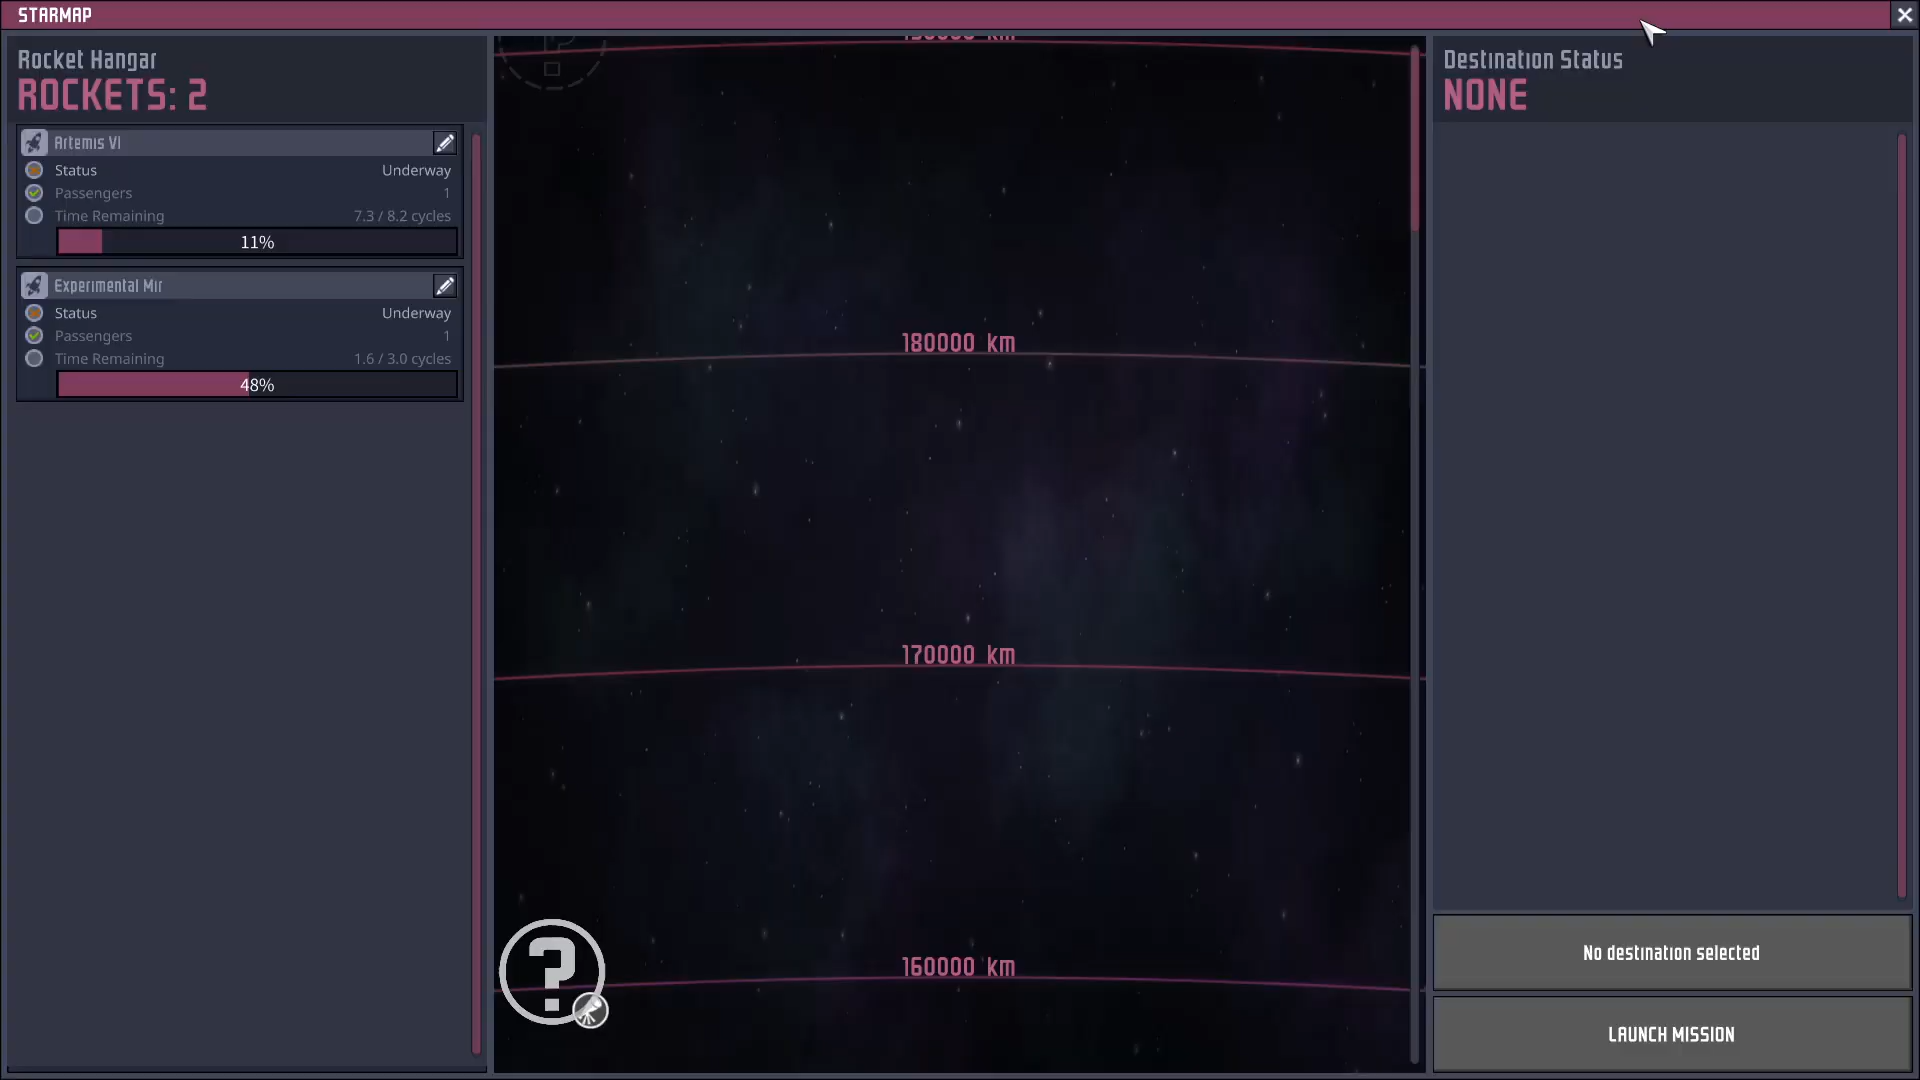 STARMAP
Rocket Hangar
ROCKETS: 2
Artemis VI
Status Underway
Passengers 1
Time Remaining 7.3 / 8.2 cycles
11%
Experimental Mir
Status Underway
Passengers 1
Time Remaining 1.6 / 3.0 cycles
48%
180000 km
170000 km
?
160000 km
Destination Status
NONE
No destination selected
LAUNCH MISSION